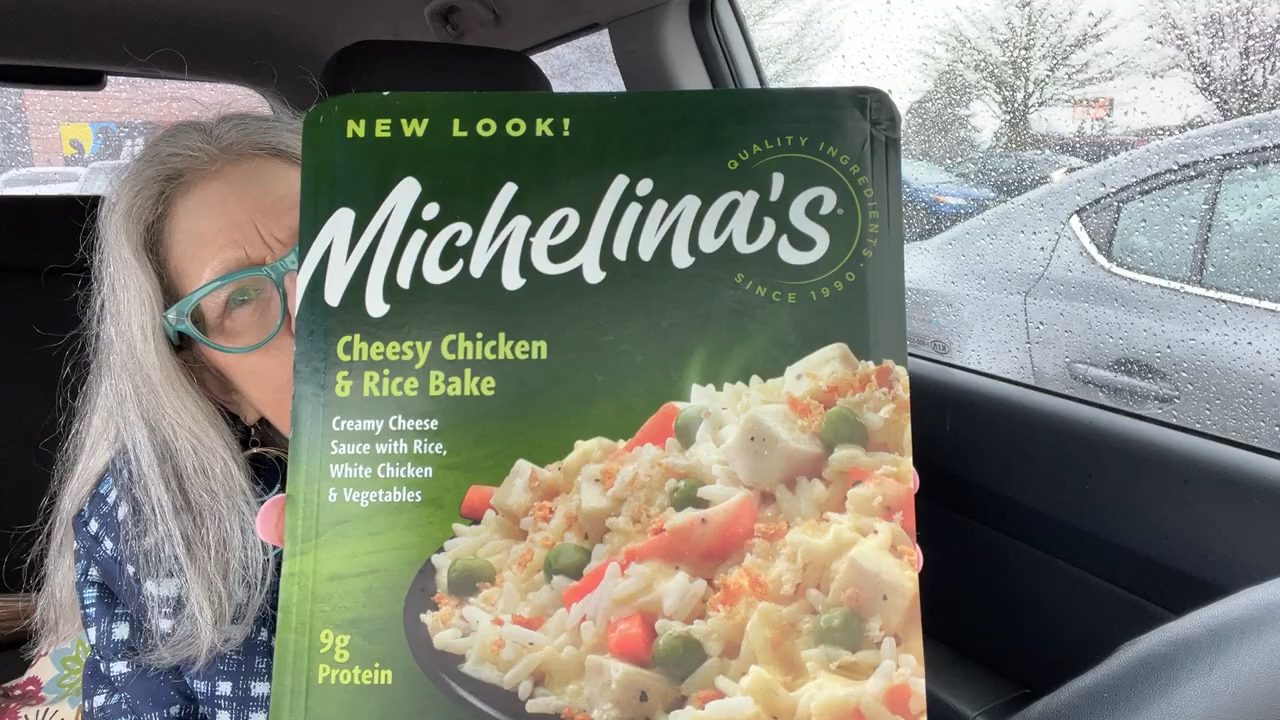 NEW LOOK!
Michelina's®
QUALITY INGREDIENTS.
SINCE 1990.
Cheesy Chicken
& Rice Bake
Creamy Cheese
Sauce with Rice,
White Chicken
& Vegetables
9g
Protein
KIA